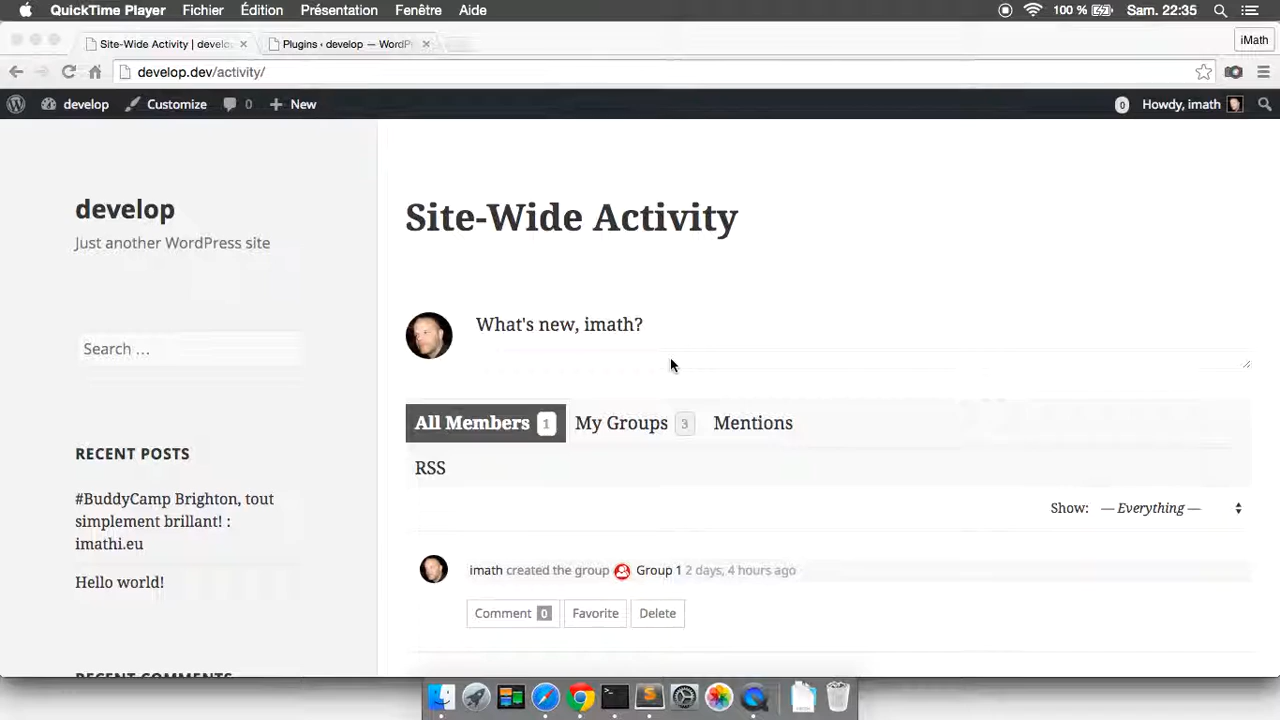 QuickTime Player Fichier Édition Présentation Fenêtre Aide 100 % Sam. 22:35
Site-Wide Activity | develo Plugins ‹ develop — WordP iMath
develop.dev/activity/
develop Customize 0 New 0 Howdy, imath
develop
Just another WordPress site
Site-Wide Activity
What's new, imath?
Search …
All Members 1 My Groups 3 Mentions
RSS
RECENT POSTS
#BuddyCamp Brighton, tout
simplement brillant! :
imathi.eu
Hello world!
Show: — Everything —
imath created the group Group 1 2 days, 4 hours ago
Comment 0 Favorite Delete
RECENT COMMENTS